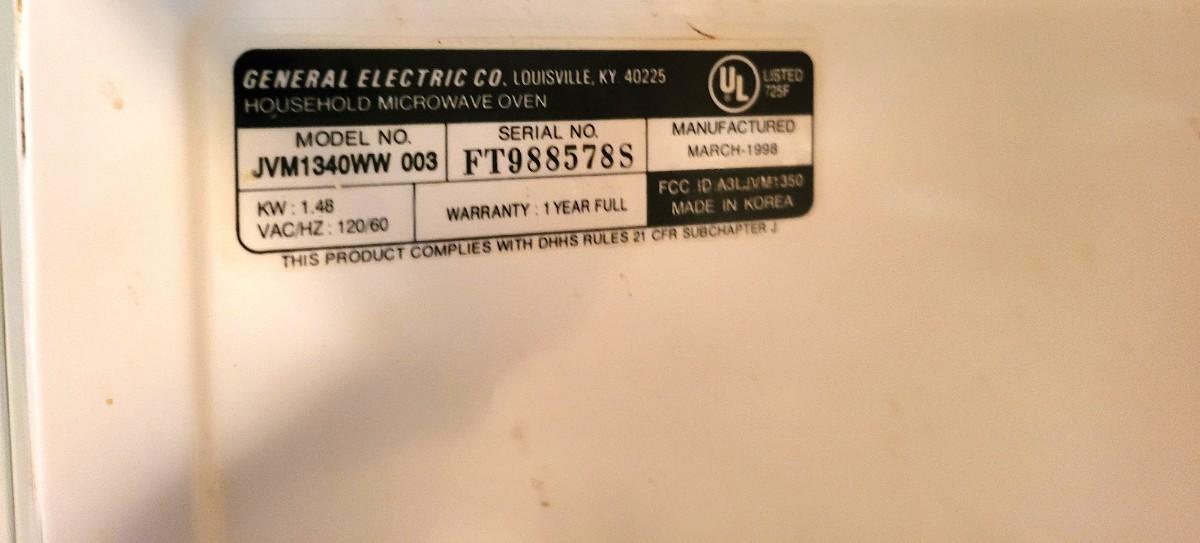 GENERAL ELECTRIC CO. LOUISVILLE, KY 40225
HOUSEHOLD MICROWAVE OVEN
UL
LISTED
725F
MODEL NO.
JVM1340WW 003
SERIAL NO.
FT988578S
MANUFACTURED
MARCH-1998
KW : 1.48
VAC/HZ : 120/60
WARRANTY : 1 YEAR FULL
FCC ID:A3LJVM1350
MADE IN KOREA
THIS PRODUCT COMPLIES WITH DHHS RULES 21 CFR SUBCHAPTER J